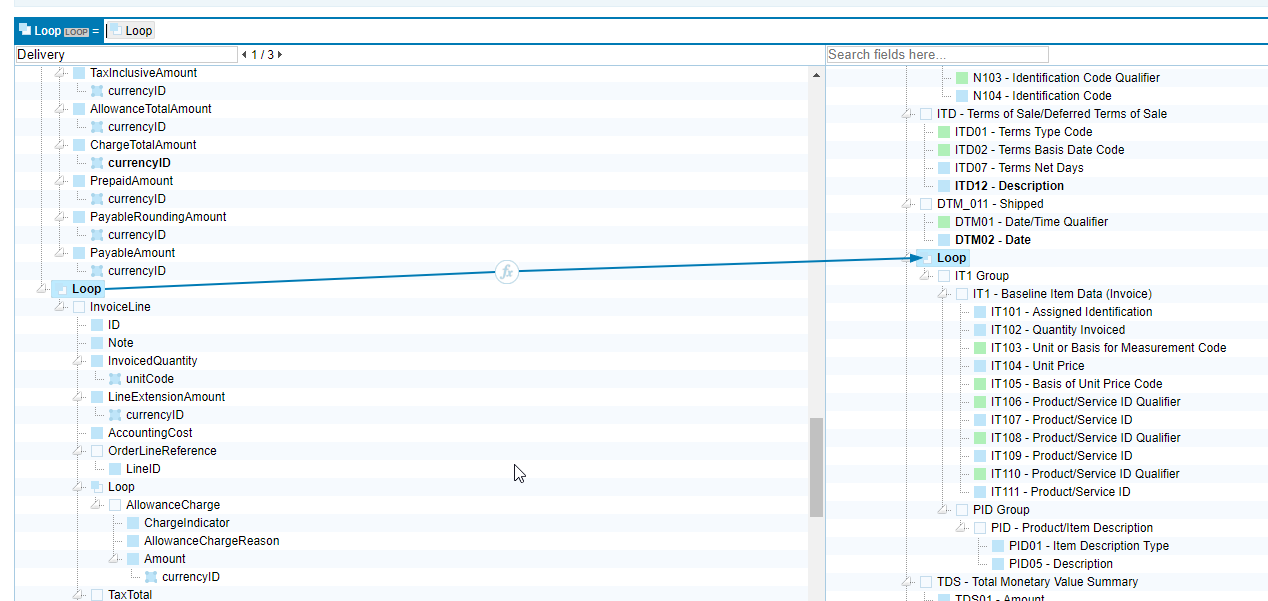 Loop LOOP = Loop
Delivery 1 / 3
TaxInclusiveAmount
currencyID
AllowanceTotalAmount
currencyID
ChargeTotalAmount
currencyID
PrepaidAmount
currencyID
PayableRoundingAmount
currencyID
PayableAmount
currencyID
Loop
InvoiceLine
ID
Note
InvoicedQuantity
unitCode
LineExtensionAmount
currencyID
AccountingCost
OrderLineReference
LineID
Loop
AllowanceCharge
ChargeIndicator
AllowanceChargeReason
Amount
currencyID
TaxTotal
fx
Search fields here...
N103 - Identification Code Qualifier
N104 - Identification Code
ITD - Terms of Sale/Deferred Terms of Sale
ITD01 - Terms Type Code
ITD02 - Terms Basis Date Code
ITD07 - Terms Net Days
ITD12 - Description
DTM_011 - Shipped
DTM01 - Date/Time Qualifier
DTM02 - Date
Loop
IT1 Group
IT1 - Baseline Item Data (Invoice)
IT101 - Assigned Identification
IT102 - Quantity Invoiced
IT103 - Unit or Basis for Measurement Code
IT104 - Unit Price
IT105 - Basis of Unit Price Code
IT106 - Product/Service ID Qualifier
IT107 - Product/Service ID
IT108 - Product/Service ID Qualifier
IT109 - Product/Service ID
IT110 - Product/Service ID Qualifier
IT111 - Product/Service ID
PID Group
PID - Product/Item Description
PID01 - Item Description Type
PID05 - Description
TDS - Total Monetary Value Summary
TDS01 - Amount